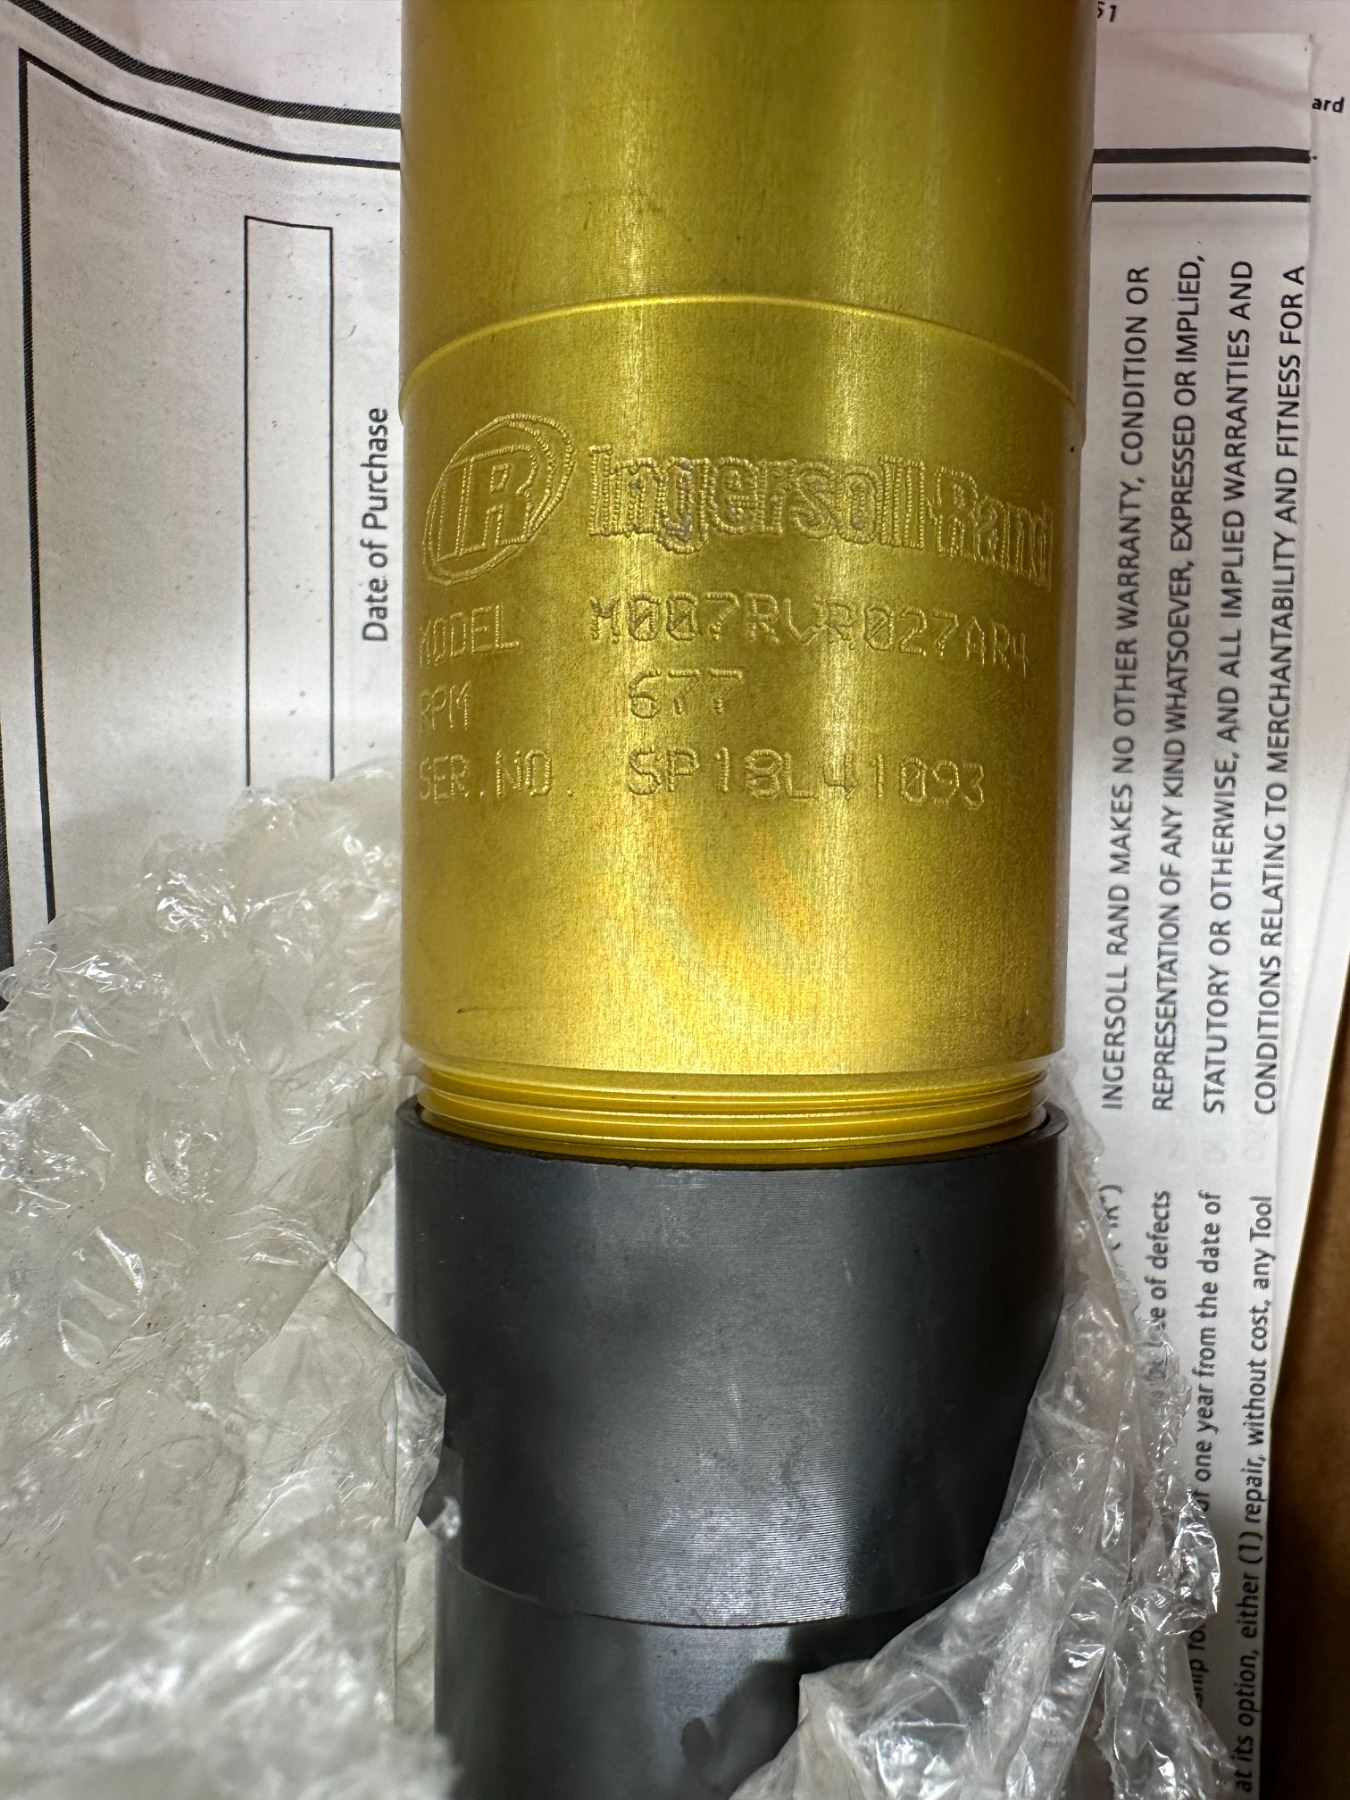 IR Ingersoll-Rand
MODEL M007RVR027AR4
RPM 677
SER.NO. SP18L41093
Date of Purchase
51
ard
INGERSOLL RAND MAKES NO OTHER WARRANTY, CONDITION OR
REPRESENTATION OF ANY KIND WHATSOEVER, EXPRESSED OR IMPLIED,
STATUTORY OR OTHERWISE, AND ALL IMPLIED WARRANTIES AND
CONDITIONS RELATING TO MERCHANTABILITY AND FITNESS FOR A
of defects
of one year from the date of
at its option, either (1) repair, without cost, any Tool